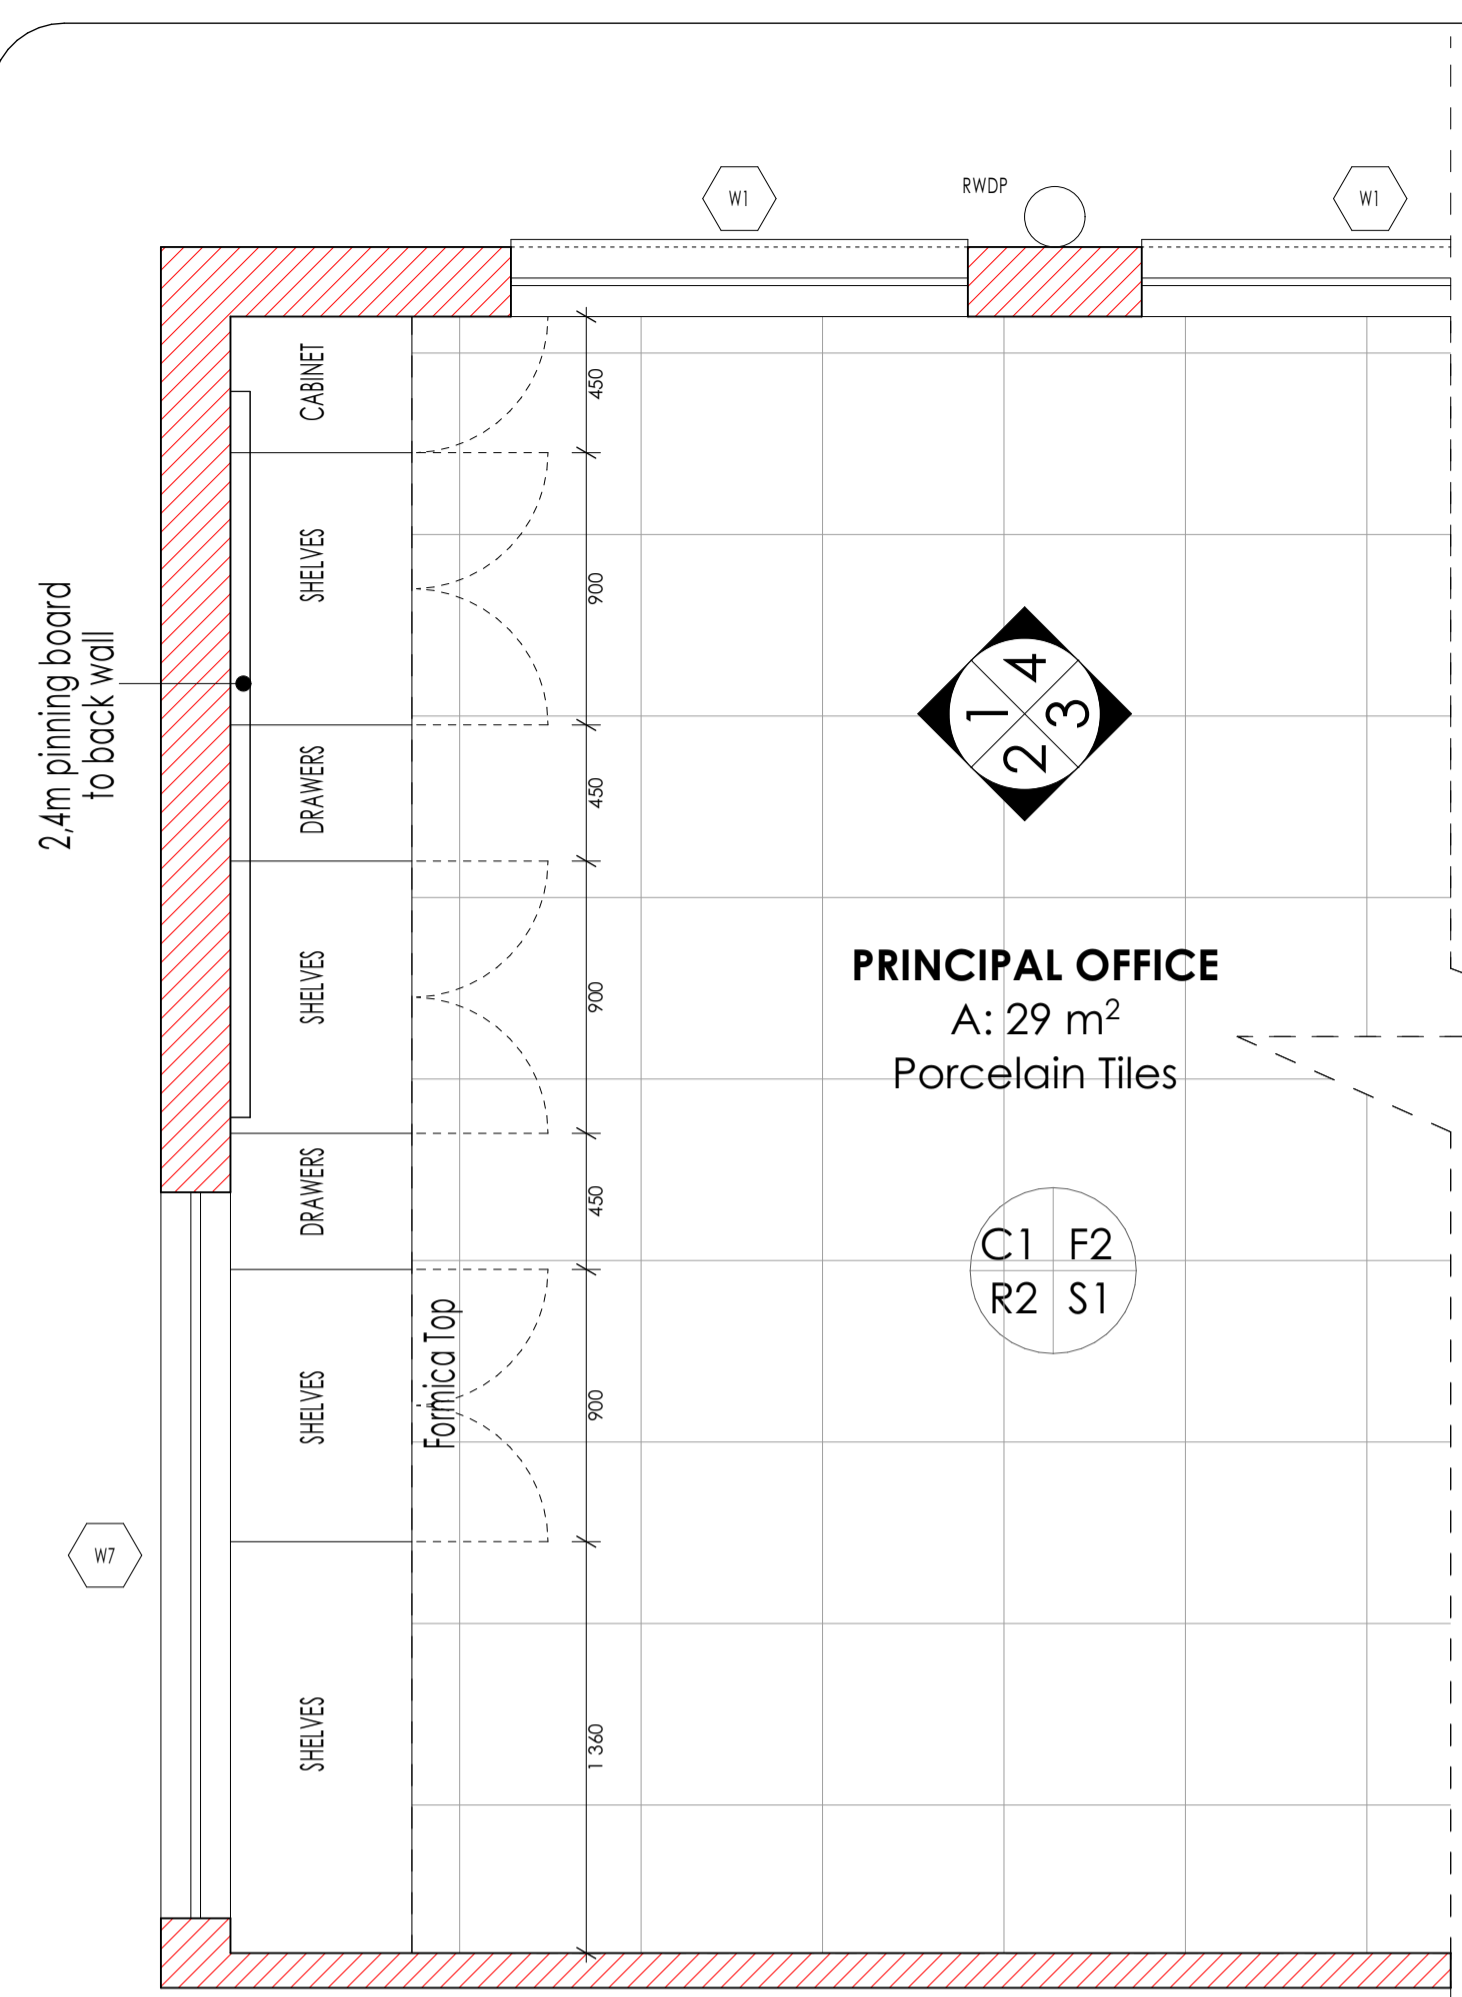 W1
RWDP
W1
CABINET
450
SHELVES
900
2,4m pinning board
to back wall
1
4
2
3
DRAWERS
450
SHELVES
900
PRINCIPAL OFFICE
A: 29 m²
Porcelain Tiles
DRAWERS
450
C1 F2
R2 S1
SHELVES
Formica Top
900
W7
SHELVES
1 360